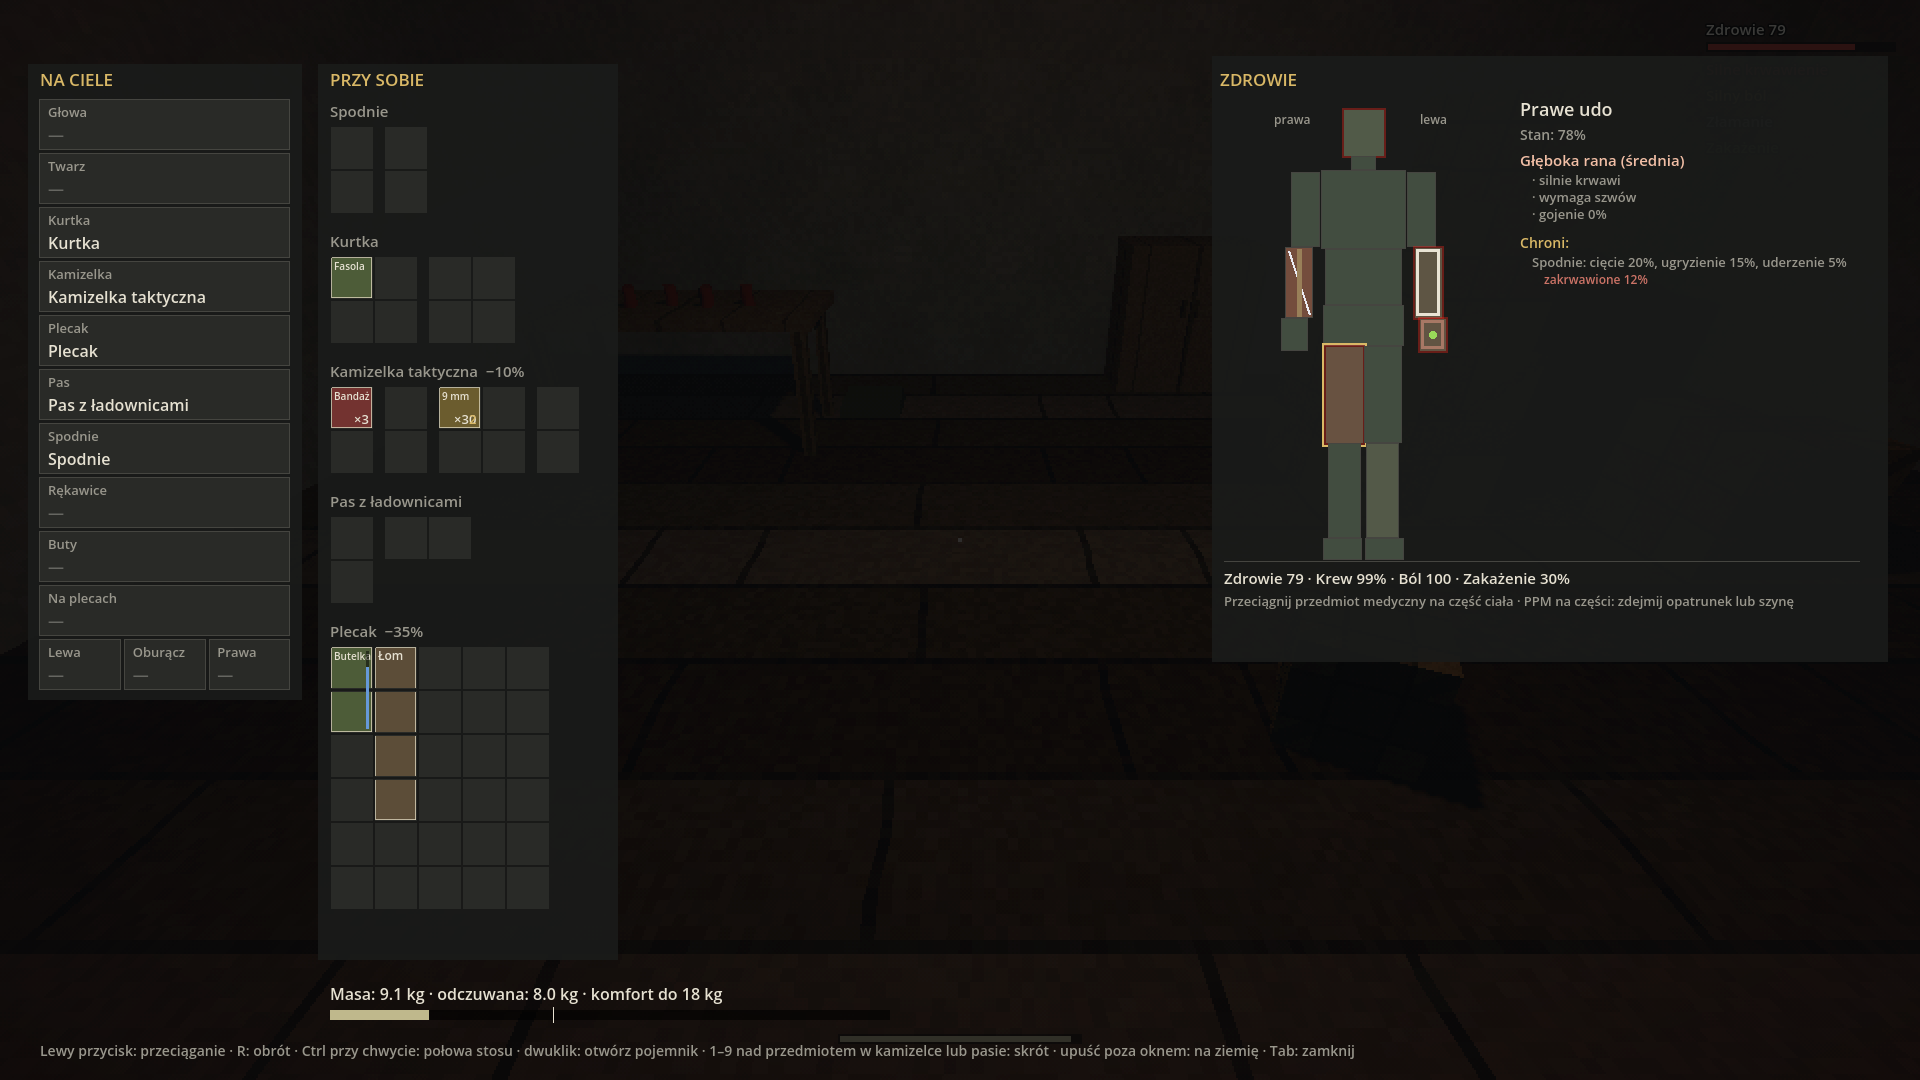 Zdrowie 79
NA CIELE
Głowa
—
Twarz
—
Kurtka
Kurtka
Kamizelka
Kamizelka taktyczna
Plecak
Plecak
Pas
Pas z ładownicami
Spodnie
Spodnie
Rękawice
—
Buty
—
Na plecach
—
Lewa Oburącz Prawa
— — —
PRZY SOBIE
Spodnie
Kurtka
Fasola
Kamizelka taktyczna −10%
Bandaż 9 mm
×3 ×30
Pas z ładownicami
Plecak −35%
Butelka Łom
Masa: 9.1 kg · odczuwana: 8.0 kg · komfort do 18 kg
ZDROWIE
prawa lewa
Prawe udo
Stan: 78%
Głęboka rana (średnia)
· silnie krwawi
· wymaga szwów
· gojenie 0%
Chroni:
Spodnie: cięcie 20%, ugryzienie 15%, uderzenie 5%
zakrwawione 12%
Zdrowie 79 · Krew 99% · Ból 100 · Zakażenie 30%
Przeciągnij przedmiot medyczny na część ciała · PPM na części: zdejmij opatrunek lub szynę
Lewy przycisk: przeciąganie · R: obrót · Ctrl przy chwycie: połowa stosu · dwuklik: otwórz pojemnik · 1–9 nad przedmiotem w kamizelce lub pasie: skrót · upuść poza oknem: na ziemię · Tab: zamknij